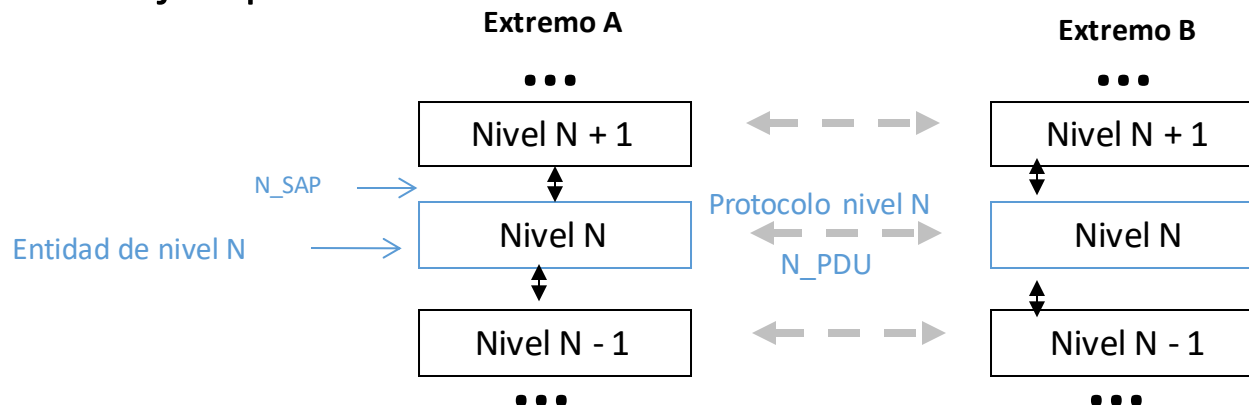 Extremo A
Extremo B
...
...
Nivel N + 1
Nivel N + 1
N_SAP
Protocolo nivel N
Nivel N
Nivel N
Entidad de nivel N
N_PDU
Nivel N - 1
Nivel N - 1
...
...